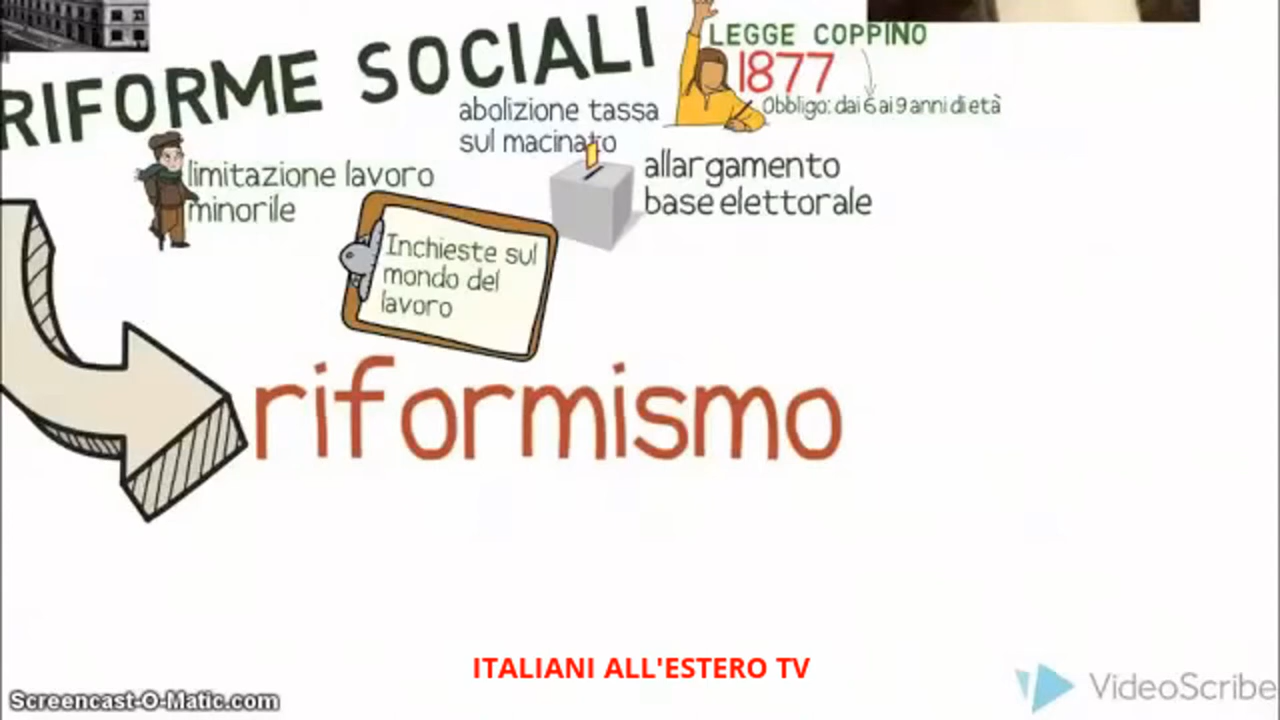 RIFORME SOCIALI
LEGGE COPPINO
1877
Obbligo: dai 6 ai 9 anni di età
abolizione tassa
sul macinato
limitazione lavoro
minorile
allargamento
base elettorale
Inchieste sul
mondo del
lavoro
riformismo
ITALIANI ALL'ESTERO TV
Screencast-O-Matic.com
VideoScribe